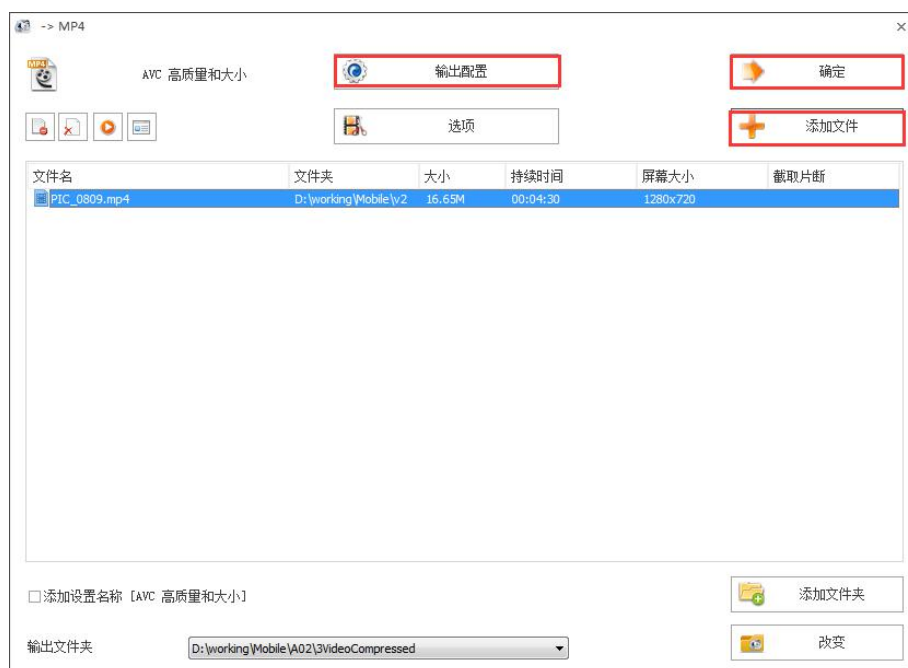 -> MP4
MP4
AVC 高质量和大小
输出配置
确定
选项
添加文件
文件名 文件夹 大小 持续时间 屏幕大小 截取片断
PIC_0809.mp4 D:\working\Mobile\v2 16.65M 00:04:30 1280x720
添加设置名称 [AVC 高质量和大小]
添加文件夹
输出文件夹 D:\working\Mobile\A02\3VideoCompressed
改变